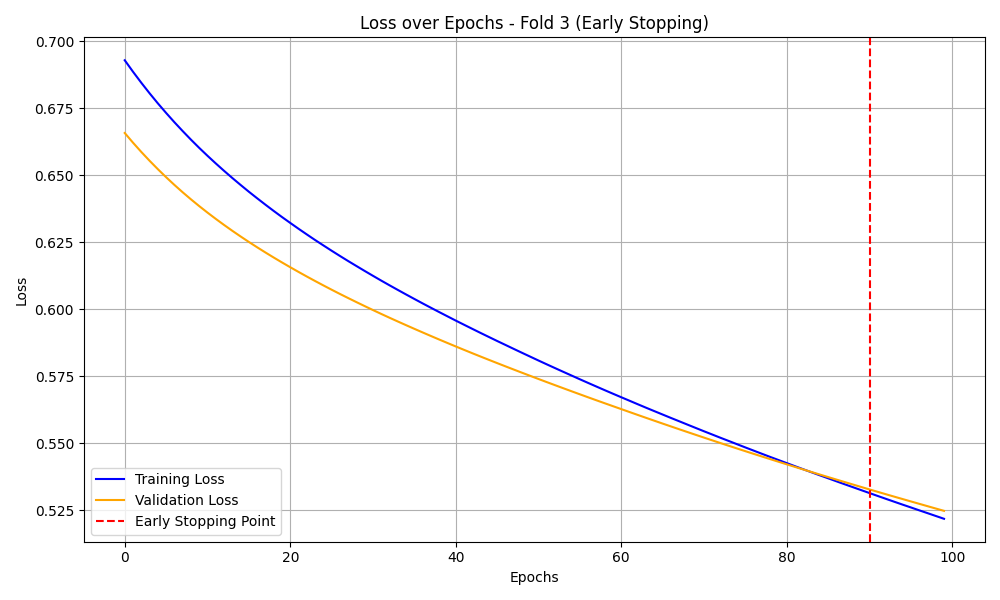 Loss over Epochs - Fold 3 (Early Stopping)
0.700
0.675
0.650
0.625
0.600
0.575
0.550
0.525
Loss
Training Loss
Validation Loss
Early Stopping Point
0 20 40 60 80 100
Epochs